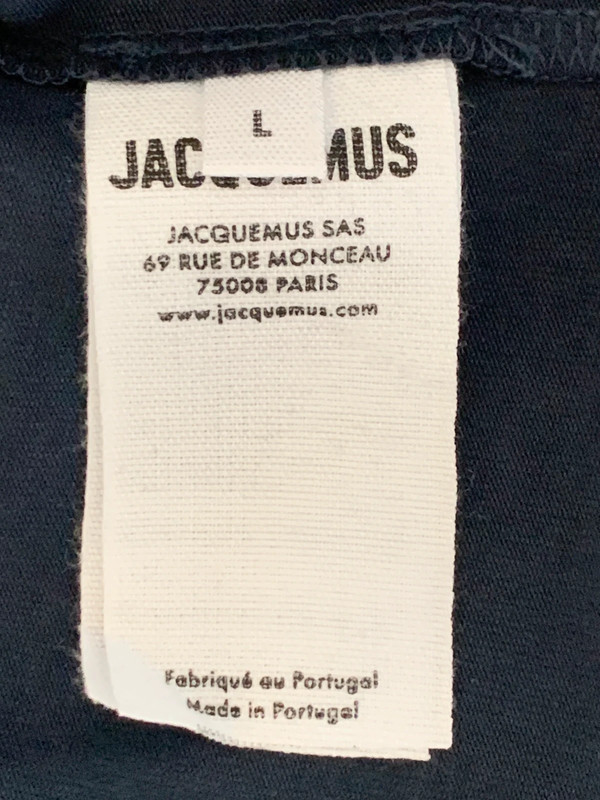 L
JACQUEMUS
JACQUEMUS SAS
69 RUE DE MONCEAU
75008 PARIS
www.jacquemus.com
Fabriqué au Portugal
Made in Portugal